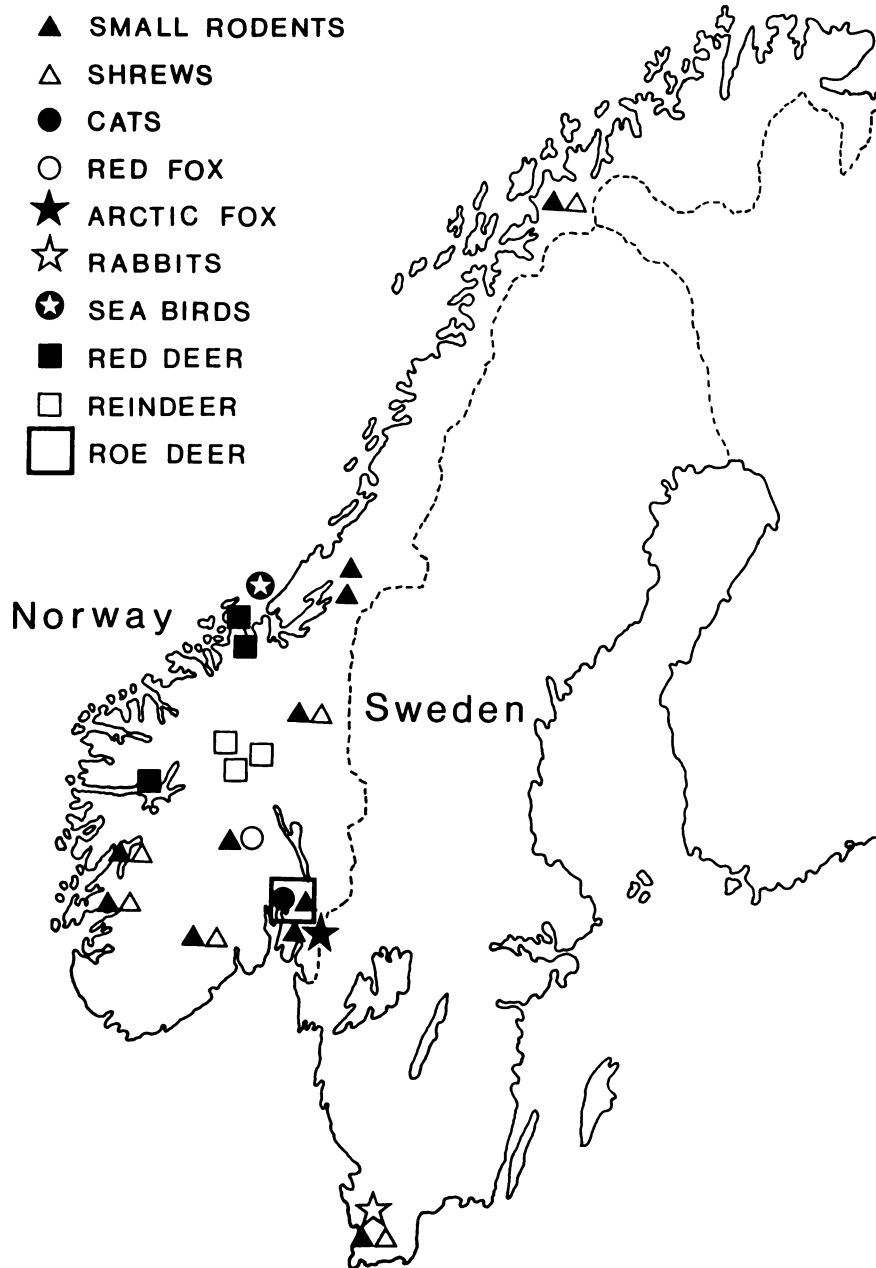 SMALL RODENTS
SHREWS
CATS
RED FOX
ARCTIC FOX
RABBITS
SEA BIRDS
RED DEER
REINDEER
ROE DEER
Norway
Sweden